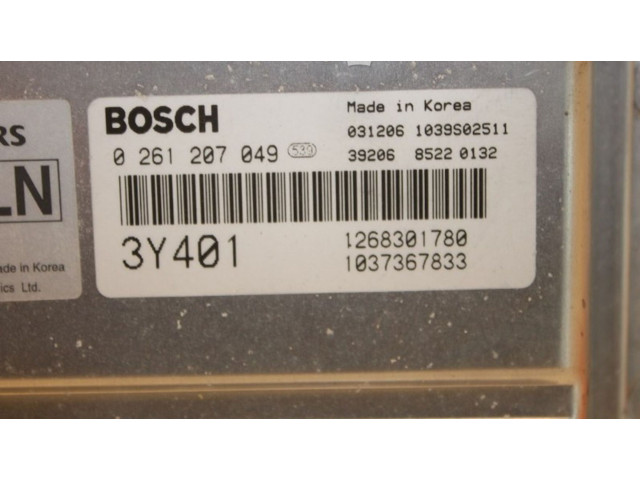 RS
LN
ade in Korea
ics Ltd.
BOSCH
Made in Korea
031206 1039S02511
0 261 207 049 539
39206 8522 0132
3Y401
1268301780
1037367833